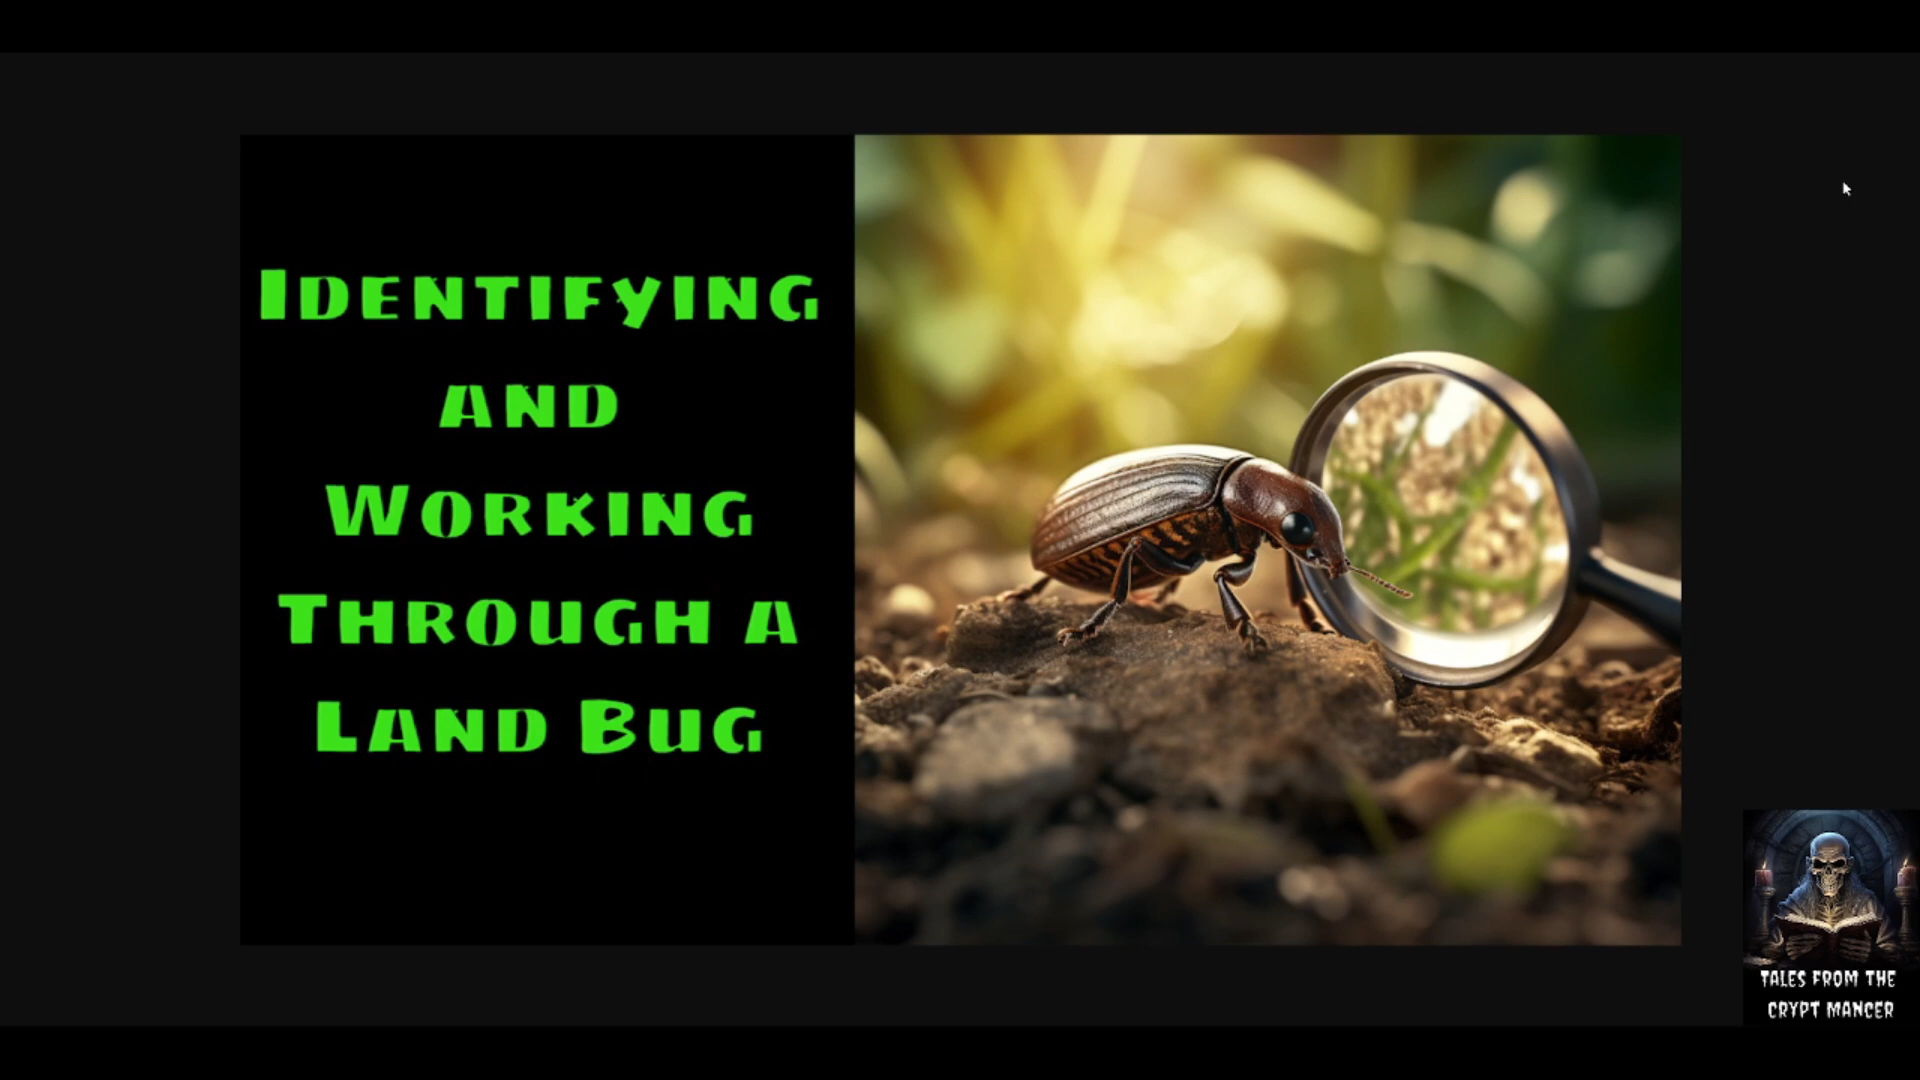 Identifying
and
Working
Through a
Land Bug
Tales from the
Crypt Mancer